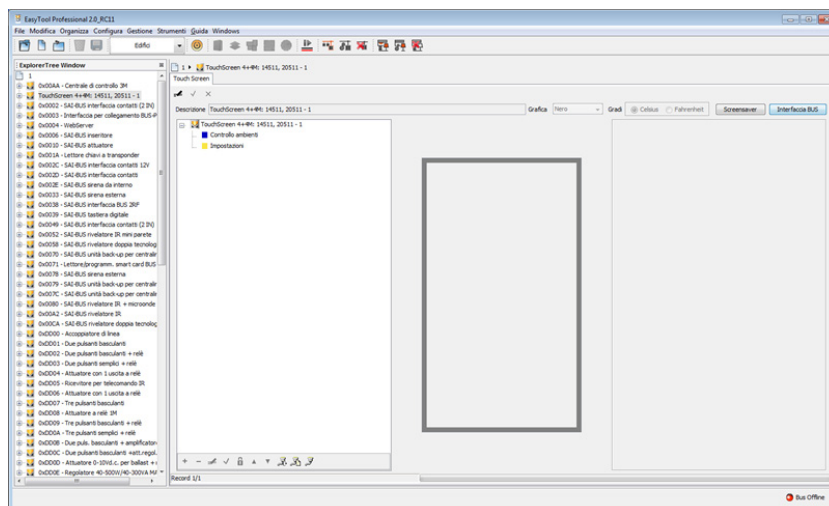 EasyTool Professional 2.0_RC11
File Modifica Organizza Configura Gestione Strumenti Guida Windows
Edificio
ExplorerTree Window
1
0x00AA - Centrale di controllo 3M
TouchScreen 4+4M: 14511, 20511 - 1
0x0002 - SAI-BUS interfaccia contatti (2 IN)
0x0003 - Interfaccia per collegamento BUS-P
0x0004 - WebServer
0x0006 - SAI-BUS inseritore
0x0010 - SAI-BUS attuatore
0x001A - Lettore chiavi a transponder
0x002C - SAI-BUS interfaccia contatti 12V
0x002D - SAI-BUS interfaccia contatti
0x002E - SAI-BUS sirena da interno
0x0033 - SAI-BUS sirena esterna
0x0038 - SAI-BUS interfaccia BUS 2RF
0x0039 - SAI-BUS tastiera digitale
0x0049 - SAI-BUS interfaccia contatti (2 IN)
0x0052 - SAI-BUS rivelatore IR mini parete
0x0058 - SAI-BUS rivelatore doppia tecnolog
0x0070 - SAI-BUS unità back-up per centralin
0x0071 - Lettore/programm. smart card BUS
0x0078 - SAI-BUS sirena esterna
0x0079 - SAI-BUS unità back-up per centralin
0x007C - SAI-BUS unità back-up per centralin
0x0080 - SAI-BUS rivelatore IR + microonde
0x00A2 - SAI-BUS rivelatore IR
0x00CA - SAI-BUS rivelatore doppia tecnolog
0xDD00 - Accoppiatore di linea
0xDD01 - Due pulsanti basculanti
0xDD02 - Due pulsanti basculanti + relè
0xDD03 - Due pulsanti semplici + relè
0xDD04 - Attuatore con 1 uscita a relè
0xDD05 - Ricevitore per telecomando IR
0xDD06 - Attuatore con 1 uscita a relè
0xDD07 - Tre pulsanti basculanti
0xDD08 - Attuatore a relè 1M
0xDD09 - Tre pulsanti basculanti + relè
0xDD0A - Tre pulsanti semplici + relè
0xDD0B - Due puls. basculanti + amplificator
0xDD0C - Due pulsanti basculanti +att.regol.
0xDD0D - Attuatore 0-10Vd.c. per ballast +
0xDD0E - Regolatore 40-500W/40-300VA MA
1 TouchScreen 4+4M: 14511, 20511 - 1
Touch Screen
Descrizione TouchScreen 4+4M: 14511, 20511 - 1 Grafica Nero Gradi Celsius Fahrenheit Screensaver Interfaccia BUS
TouchScreen 4+4M: 14511, 20511 - 1
Controllo ambienti
Impostazioni
Record 1/1
Bus Offline